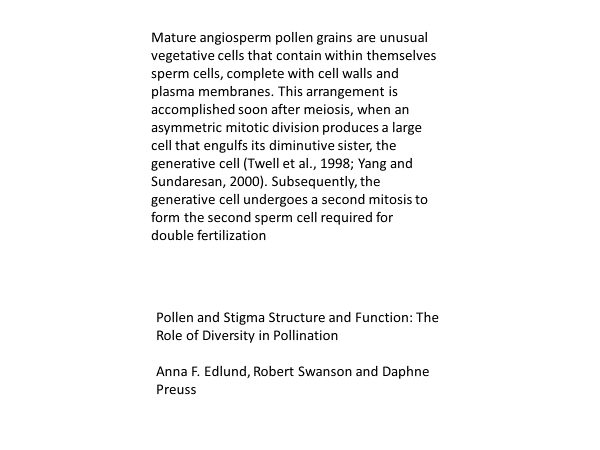 Mature angiosperm pollen grains are unusual
vegetative cells that contain within themselves
sperm cells, complete with cell walls and
plasma membranes. This arrangement is
accomplished soon after meiosis, when an
asymmetric mitotic division produces a large
cell that engulfs its diminutive sister, the
generative cell (Twell et al., 1998; Yang and
Sundaresan, 2000). Subsequently, the
generative cell undergoes a second mitosis to
form the second sperm cell required for
double fertilization
Pollen and Stigma Structure and Function: The
Role of Diversity in Pollination
Anna F. Edlund, Robert Swanson and Daphne
Preuss